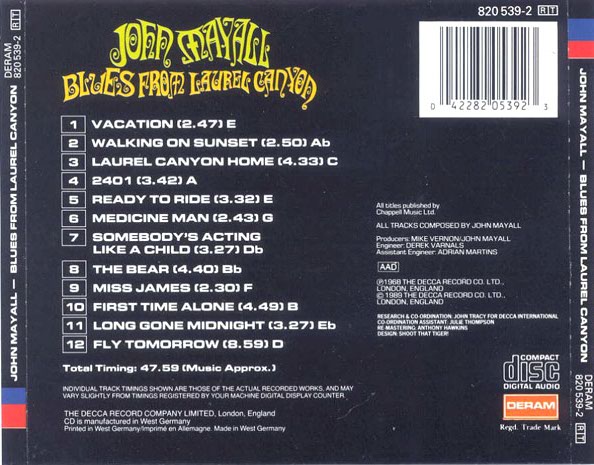 820 539-2 RT
JOHN MAYALL
BLUES FROM LAUREL CANYON
0 42282 05392 3
1 VACATION (2.47) E
2 WALKING ON SUNSET (2.50) Ab
3 LAUREL CANYON HOME (4.33) C
4 2401 (3.42) A
5 READY TO RIDE (3.32) E
6 MEDICINE MAN (2.43) G
7 SOMEBODY'S ACTING
LIKE A CHILD (3.27) Db
8 THE BEAR (4.40) Bb
9 MISS JAMES (2.30) F
10 FIRST TIME ALONE (4.49) B
11 LONG GONE MIDNIGHT (3.27) Eb
12 FLY TOMORROW (8.59) D
Total Timing: 47.59 (Music Approx.)
INDIVIDUAL TRACK TIMINGS SHOWN ARE THOSE OF THE ACTUAL RECORDED WORKS, AND MAY
VARY SLIGHTLY FROM TIMINGS REGISTERED BY YOUR MACHINE DIGITAL DISPLAY COUNTER
THE DECCA RECORD COMPANY LIMITED, London, England
CD is manufactured in West Germany
Printed in West Germany/Imprimé en Allemagne. Made in West Germany
All titles published by
Chappell Music Ltd.
ALL TRACKS COMPOSED BY JOHN MAYALL
Producers: MIKE VERNON/JOHN MAYALL
Engineer: DEREK VARNALS
Assistant Engineer: ADRIAN MARTINS
AAD
℗1968 THE DECCA RECORD CO. LTD.,
LONDON, ENGLAND
©1989 THE DECCA RECORD CO. LTD.,
LONDON, ENGLAND
RESEARCH & CO-ORDINATION: JOHN TRACY FOR DECCA INTERNATIONAL
CO-ORDINATION ASSISTANT: JULIE THOMPSON
RE-MASTERING: ANTHONY HAWKINS
DESIGN: SHOOT THAT TIGER!
COMPACT
disc
DIGITAL AUDIO
DERAM
Regd. Trade Mark
JOHN MAYALL — BLUES FROM LAUREL CANYON
DERAM
820 539-2 RT
JOHN MAYALL — BLUES FROM LAUREL CANYON
DERAM
820 539-2 RT